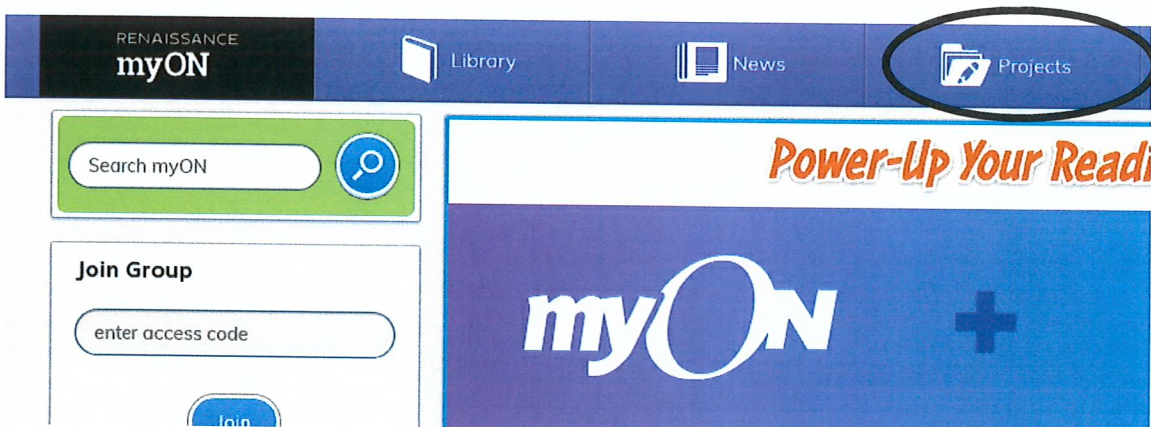 RENAISSANCE
myON
Library
News
Projects
Search myON
Power-Up Your Readi
Join Group
enter access code
myON
Join